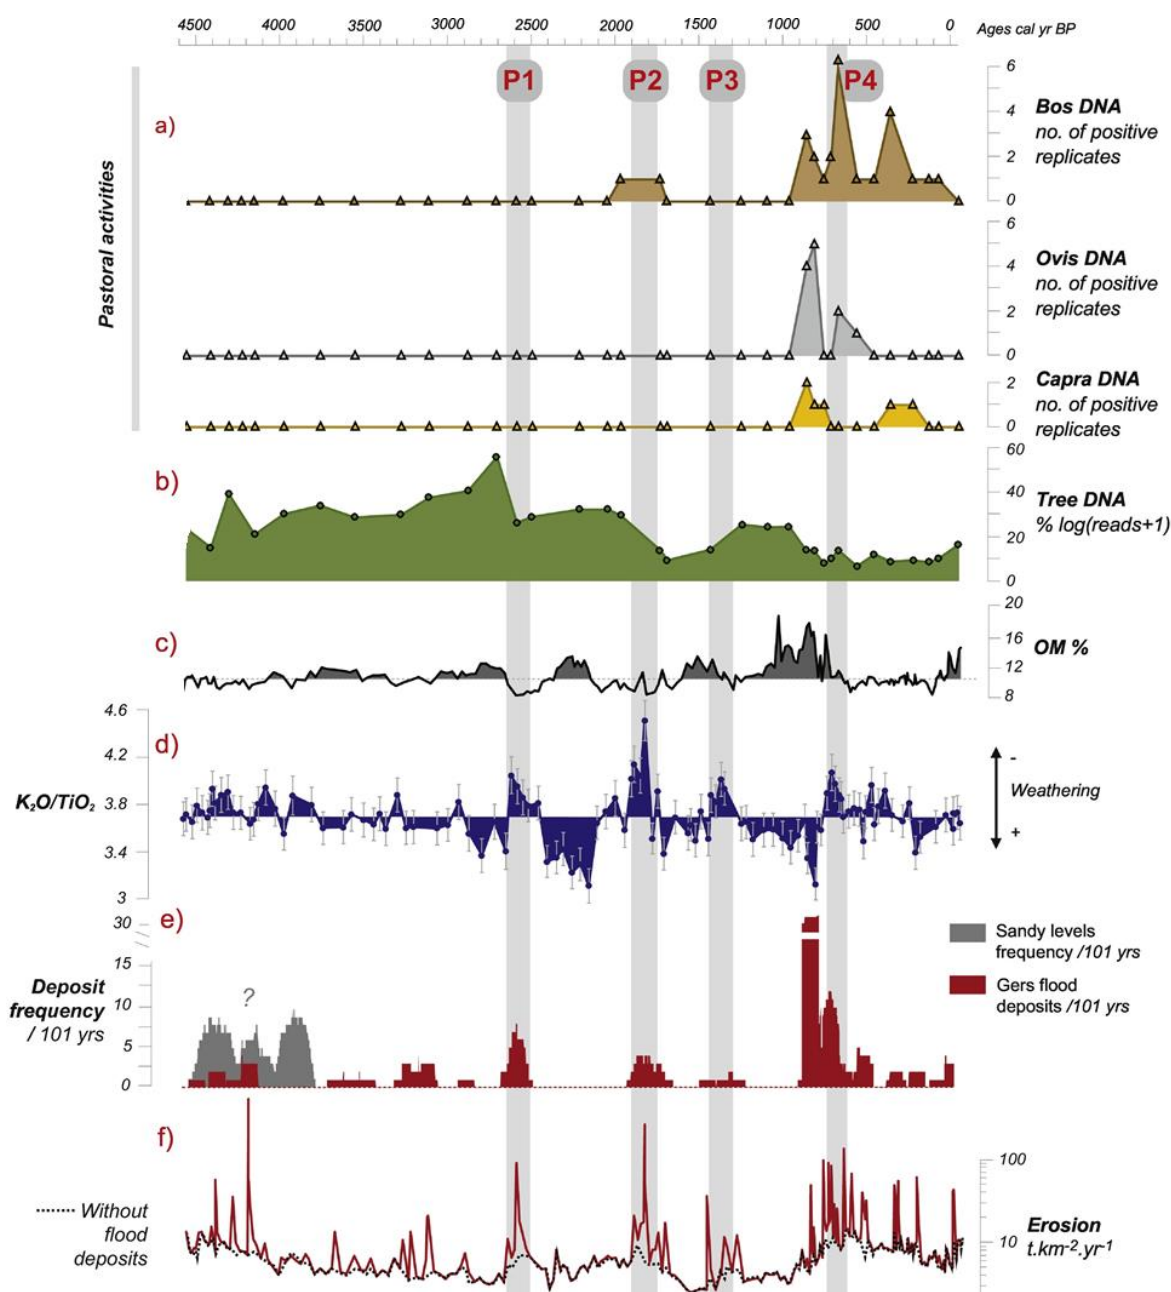 4500 4000 3500 3000 2500 2000 1500 1000 500 0 Ages cal yr BP
P1 P2 P3 P4
Pastoral activities
a)
6
4
2
0
Bos DNA
no. of positive
replicates
6
4
2
0
Ovis DNA
no. of positive
replicates
2
0
Capra DNA
no. of positive
replicates
b)
60
40
20
0
Tree DNA
% log(reads+1)
c)
20
16
12
8
OM %
d)
4.6
4.2
3.8
3.4
3
K₂O/TiO₂
-
Weathering
+
e)
30
15
10
5
0
Deposit
frequency
/ 101 yrs
?
Sandy levels
frequency /101 yrs
Gers flood
deposits /101 yrs
f)
Without
flood
deposits
100
10
Erosion
t.km⁻².yr⁻¹